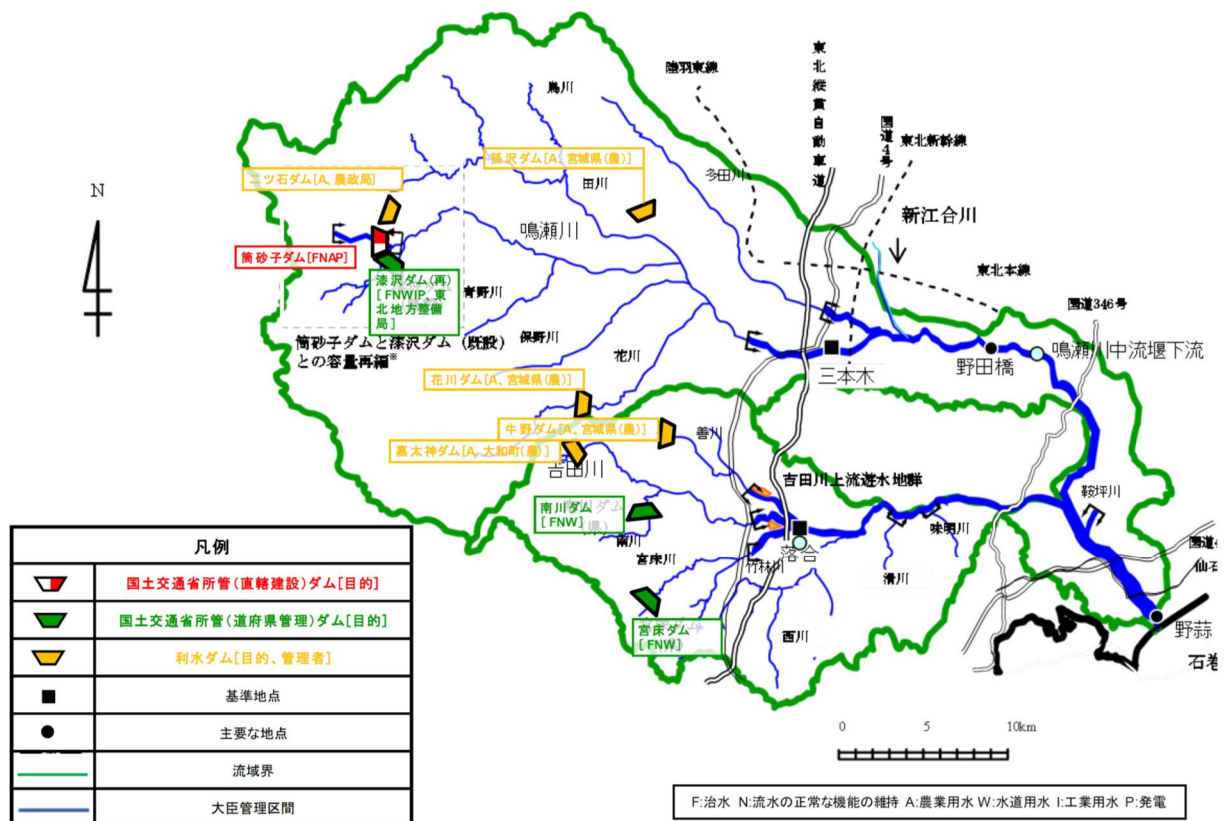 陸羽東線
東北縦貫自動車道
国道4号
東北新幹線
鳥川
孫沢ダム[A、宮城県(農)]
多田川
二ツ石ダム[A、農政局]
田川
新江合川
N
鳴瀬川
筒砂子ダム[FNAP]
東北本線
漆沢ダム(再)
[FNWIP、東
北地方整備
局]
青野川
国道346号
筒砂子ダムと漆沢ダム（既設）
との容量再編※
保野川
花川
三本木
野田橋
鳴瀬川中流堰下流
花川ダム[A、宮城県(農)]
牛野ダム[A、宮城県(農)]
善川
嘉太神ダム[A、大和町(農)]
吉田川
吉田川上流遊水地群
鞍坪川
南川ダム
[FNW]
南川
味明川
落合
宮床川
竹林川
滑川
国道4
仙石
宮床ダム
[FNW]
西川
野蒜
石巻
凡例
国土交通省所管(直轄建設)ダム[目的]
国土交通省所管(道府県管理)ダム[目的]
利水ダム[目的、管理者]
基準地点
主要な地点
流域界
大臣管理区間
0 5 10km
F:治水 N:流水の正常な機能の維持 A:農業用水 W:水道用水 I:工業用水 P:発電